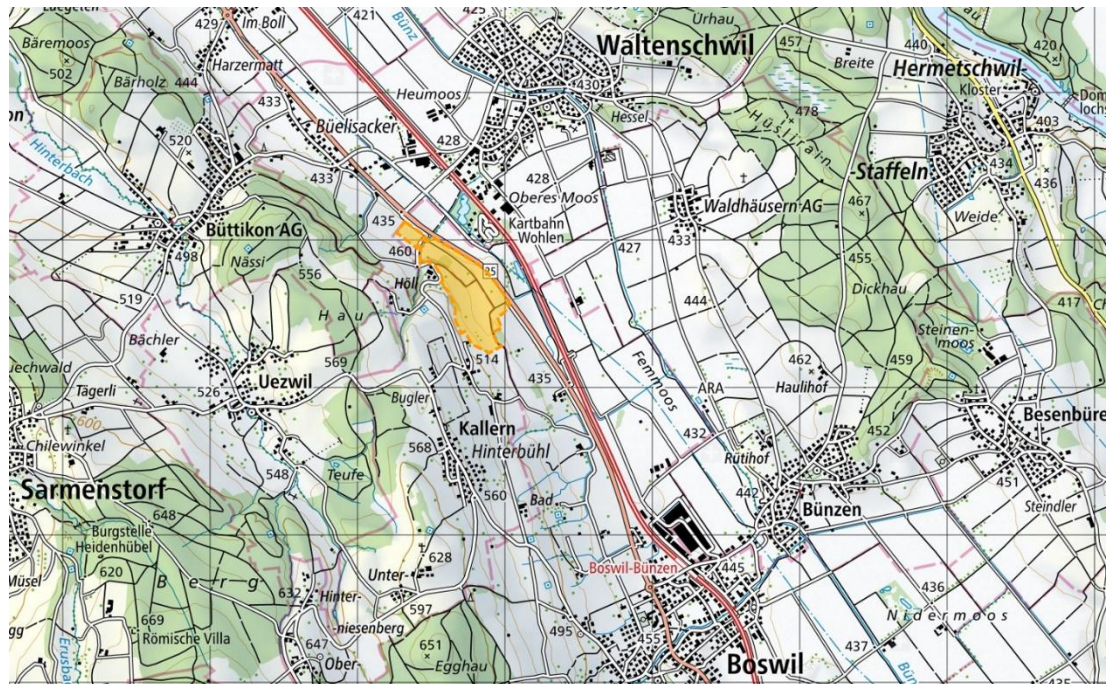 429
Im Boll
421
Bünz
425
Urhau
457
440
420
Bäremoos
502
Bärholz
444
Harzermatt
Waltenschwil
Breite
Hermetschwil-
Kloster
433
Heumoos
430
Hessel
478
Hüslirain
403
Hinterbach
520
Büelisacker
428
433
428
Oberes Moos
434
436
-Staffeln
Büttikon AG
435
Kartbahn
Wohlen
Waldhäusern AG
467
Weide
498
Nässi
460
427
433
455
556
Höll
25
519
Hau
444
Dickhau
417
Bächler
569
514
Femmoos
Steinen-
moos
462
459
Tägerli
526
Uezwil
435
ARA
Haulihof
Bugler
Chilewinkel
600
Kallern
Hinterbühl
432
Rütihof
452
Besenbüre
568
548
Teufe
560
442
451
Sarmenstorf
648
Bad
Bünzen
Steindler
Burgstelle
Heidenhübel
628
Boswil-Bünzen
445
Müsel
620
Berg
Unter-
436
632
Hinter-
597
Nidermoos
669
Römische Villa
-niesenberg
495
455
647
Ober-
651
Egghau
Boswil
437
435